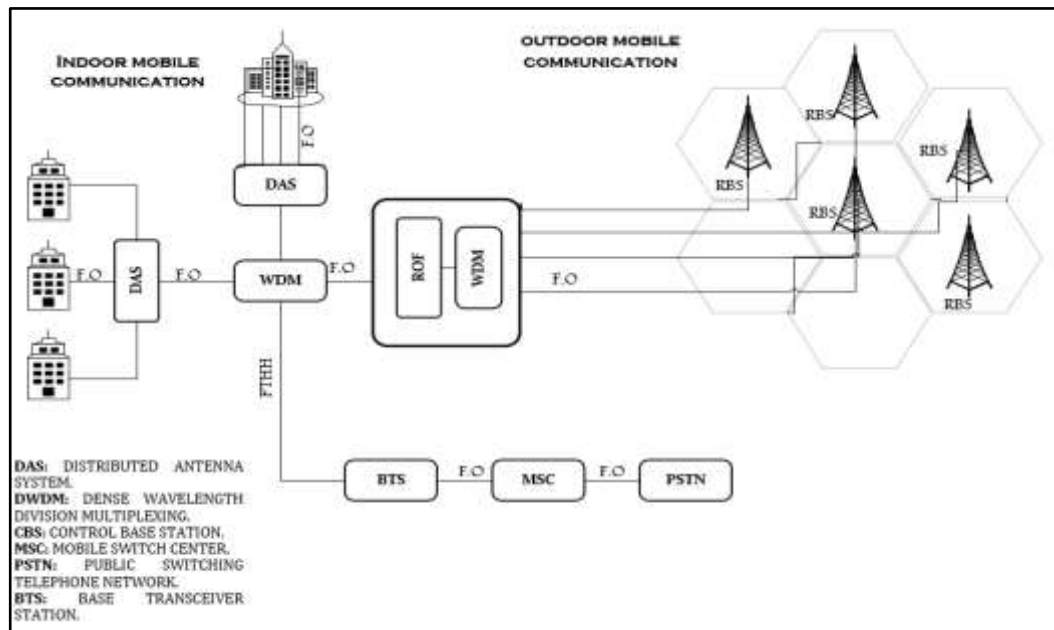 INDOOR MOBILE
COMMUNICATION
OUTDOOR MOBILE
COMMUNICATION
F.O
DAS
RBS
RBS
RBS
RBS
RBS
F.O
DAS
F.O
WDM
F.O
ROF
WDM
F.O
FTHH
BTS
F.O
MSC
F.O
PSTN
DAS: DISTRIBUTED ANTENNA
SYSTEM.
DWDM: DENSE WAVELENGTH
DIVISION MULTIPLEXING.
CBS: CONTROL BASE STATION.
MSC: MOBILE SWITCH CENTER.
PSTN: PUBLIC SWITCHING
TELEPHONE NETWORK.
BTS: BASE TRANSCEIVER
STATION.